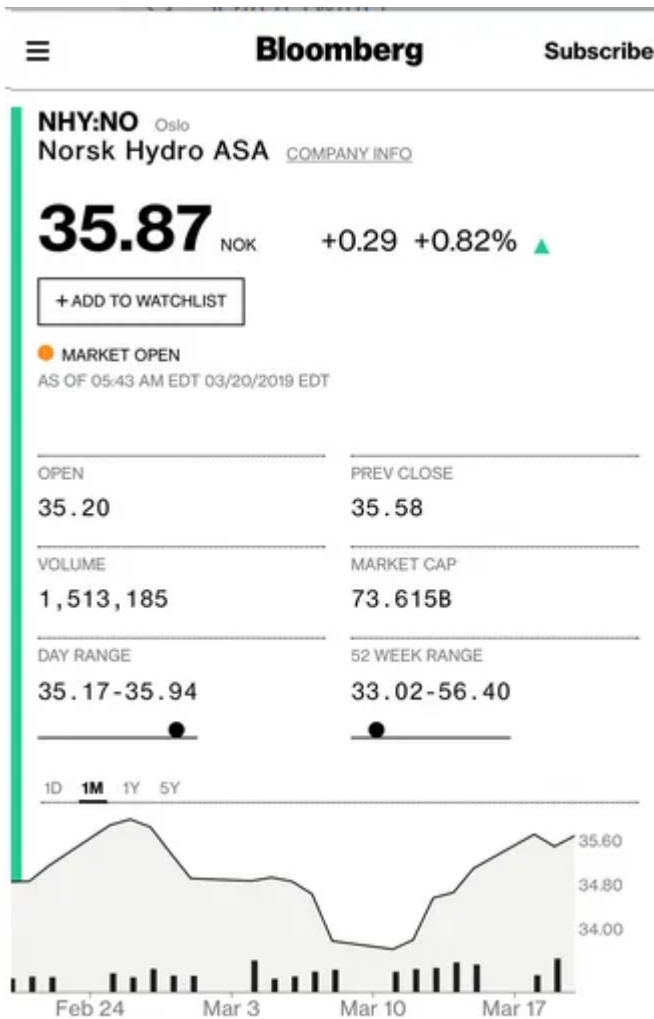 Bloomberg
Subscribe
NHY:NO Oslo
Norsk Hydro ASA COMPANY INFO
35.87 NOK +0.29 +0.82%
+ ADD TO WATCHLIST
MARKET OPEN
AS OF 05:43 AM EDT 03/20/2019 EDT
OPEN
35.20
PREV CLOSE
35.58
VOLUME
1,513,185
MARKET CAP
73.615B
DAY RANGE
35.17-35.94
52 WEEK RANGE
33.02-56.40
1D 1M 1Y 5Y
35.60
34.80
34.00
Feb 24 Mar 3 Mar 10 Mar 17